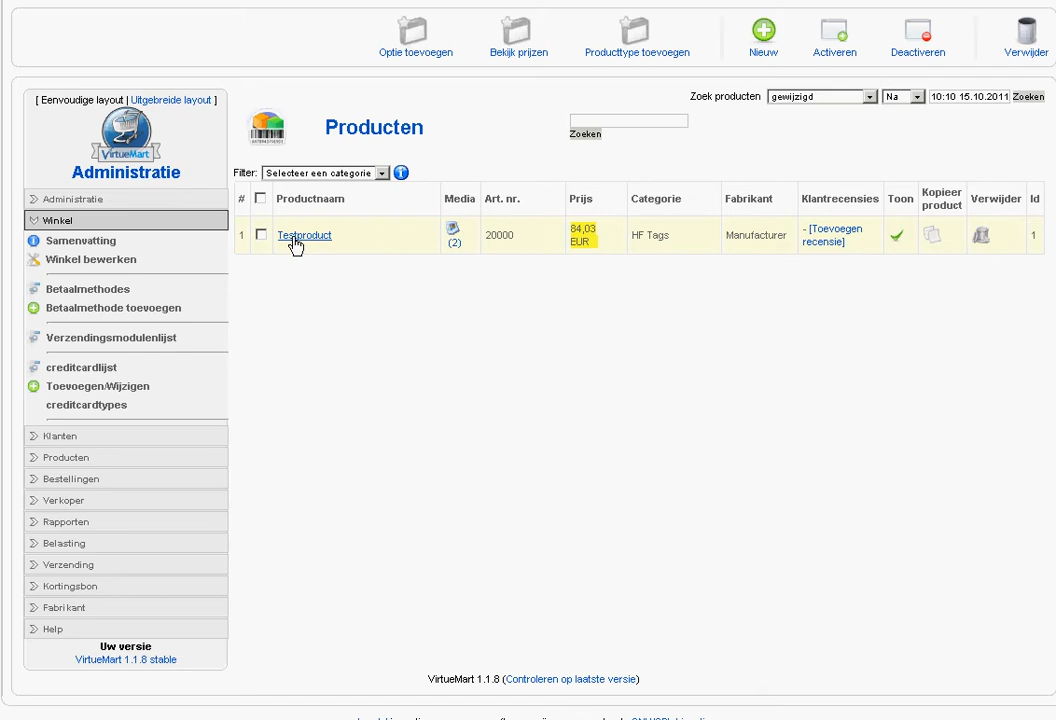 Optie toevoegen
Bekijk prijzen
Producttype toevoegen
Nieuw
Activeren
Deactiveren
Verwijder
[ Eenvoudige layout | Uitgebreide layout ]
VirtueMart
Administratie
Administratie
Winkel
Samenvatting
Winkel bewerken
Betaalmethodes
Betaalmethode toevoegen
Verzendingsmodulenlijst
creditcardlijst
Toevoegen/Wijzigen
creditcardtypes
Klanten
Producten
Bestellingen
Verkoper
Rapporten
Belasting
Verzending
Kortingsbon
Fabrikant
Help
Uw versie
VirtueMart 1.1.8 stable
Zoek producten gewijzigd Na 10:10 15.10.2011 Zoeken
Producten
Zoeken
Filter: Selecteer een categorie
# Productnaam Media Art. nr. Prijs Categorie Fabrikant Klantrecensies Toon Kopieer product Verwijder Id
1 Testproduct (2) 20000 84,03 EUR HF Tags Manufacturer - [Toevoegen recensie] 1
VirtueMart 1.1.8 (Controleren op laatste versie)